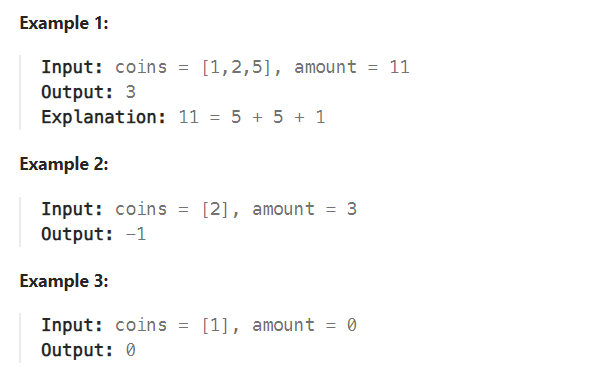 Example 1:
Input: coins = [1,2,5], amount = 11
Output: 3
Explanation: 11 = 5 + 5 + 1
Example 2:
Input: coins = [2], amount = 3
Output: -1
Example 3:
Input: coins = [1], amount = 0
Output: 0